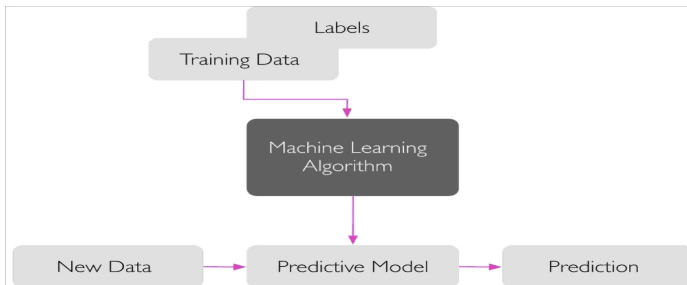 Labels
Training Data
Machine Learning
Algorithm
New Data
Predictive Model
Prediction